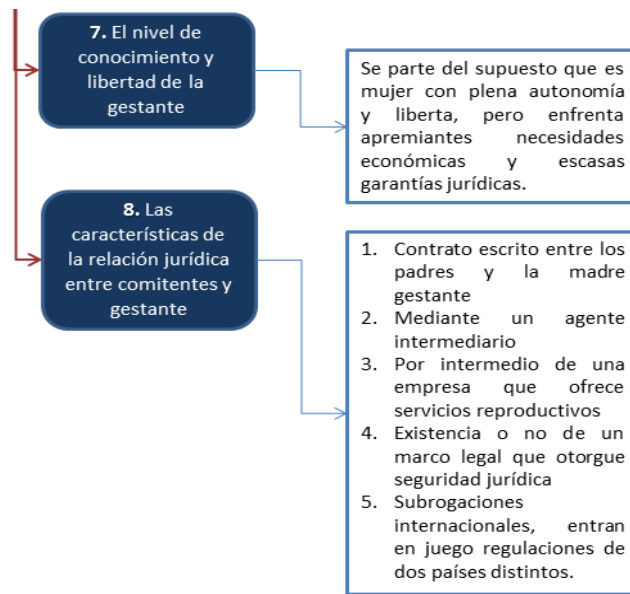 7. El nivel de
conocimiento y
libertad de la
gestante
Se parte del supuesto que es
mujer con plena autonomía
y liberta, pero enfrenta
apremiantes necesidades
económicas y escasas
garantías jurídicas.
8. Las
características de
la relación jurídica
entre comitentes y
gestante
1. Contrato escrito entre los
padres y la madre
gestante
2. Mediante un agente
intermediario
3. Por intermedio de una
empresa que ofrece
servicios reproductivos
4. Existencia o no de un
marco legal que otorgue
seguridad jurídica
5. Subrogaciones
internacionales, entran
en juego regulaciones de
dos países distintos.